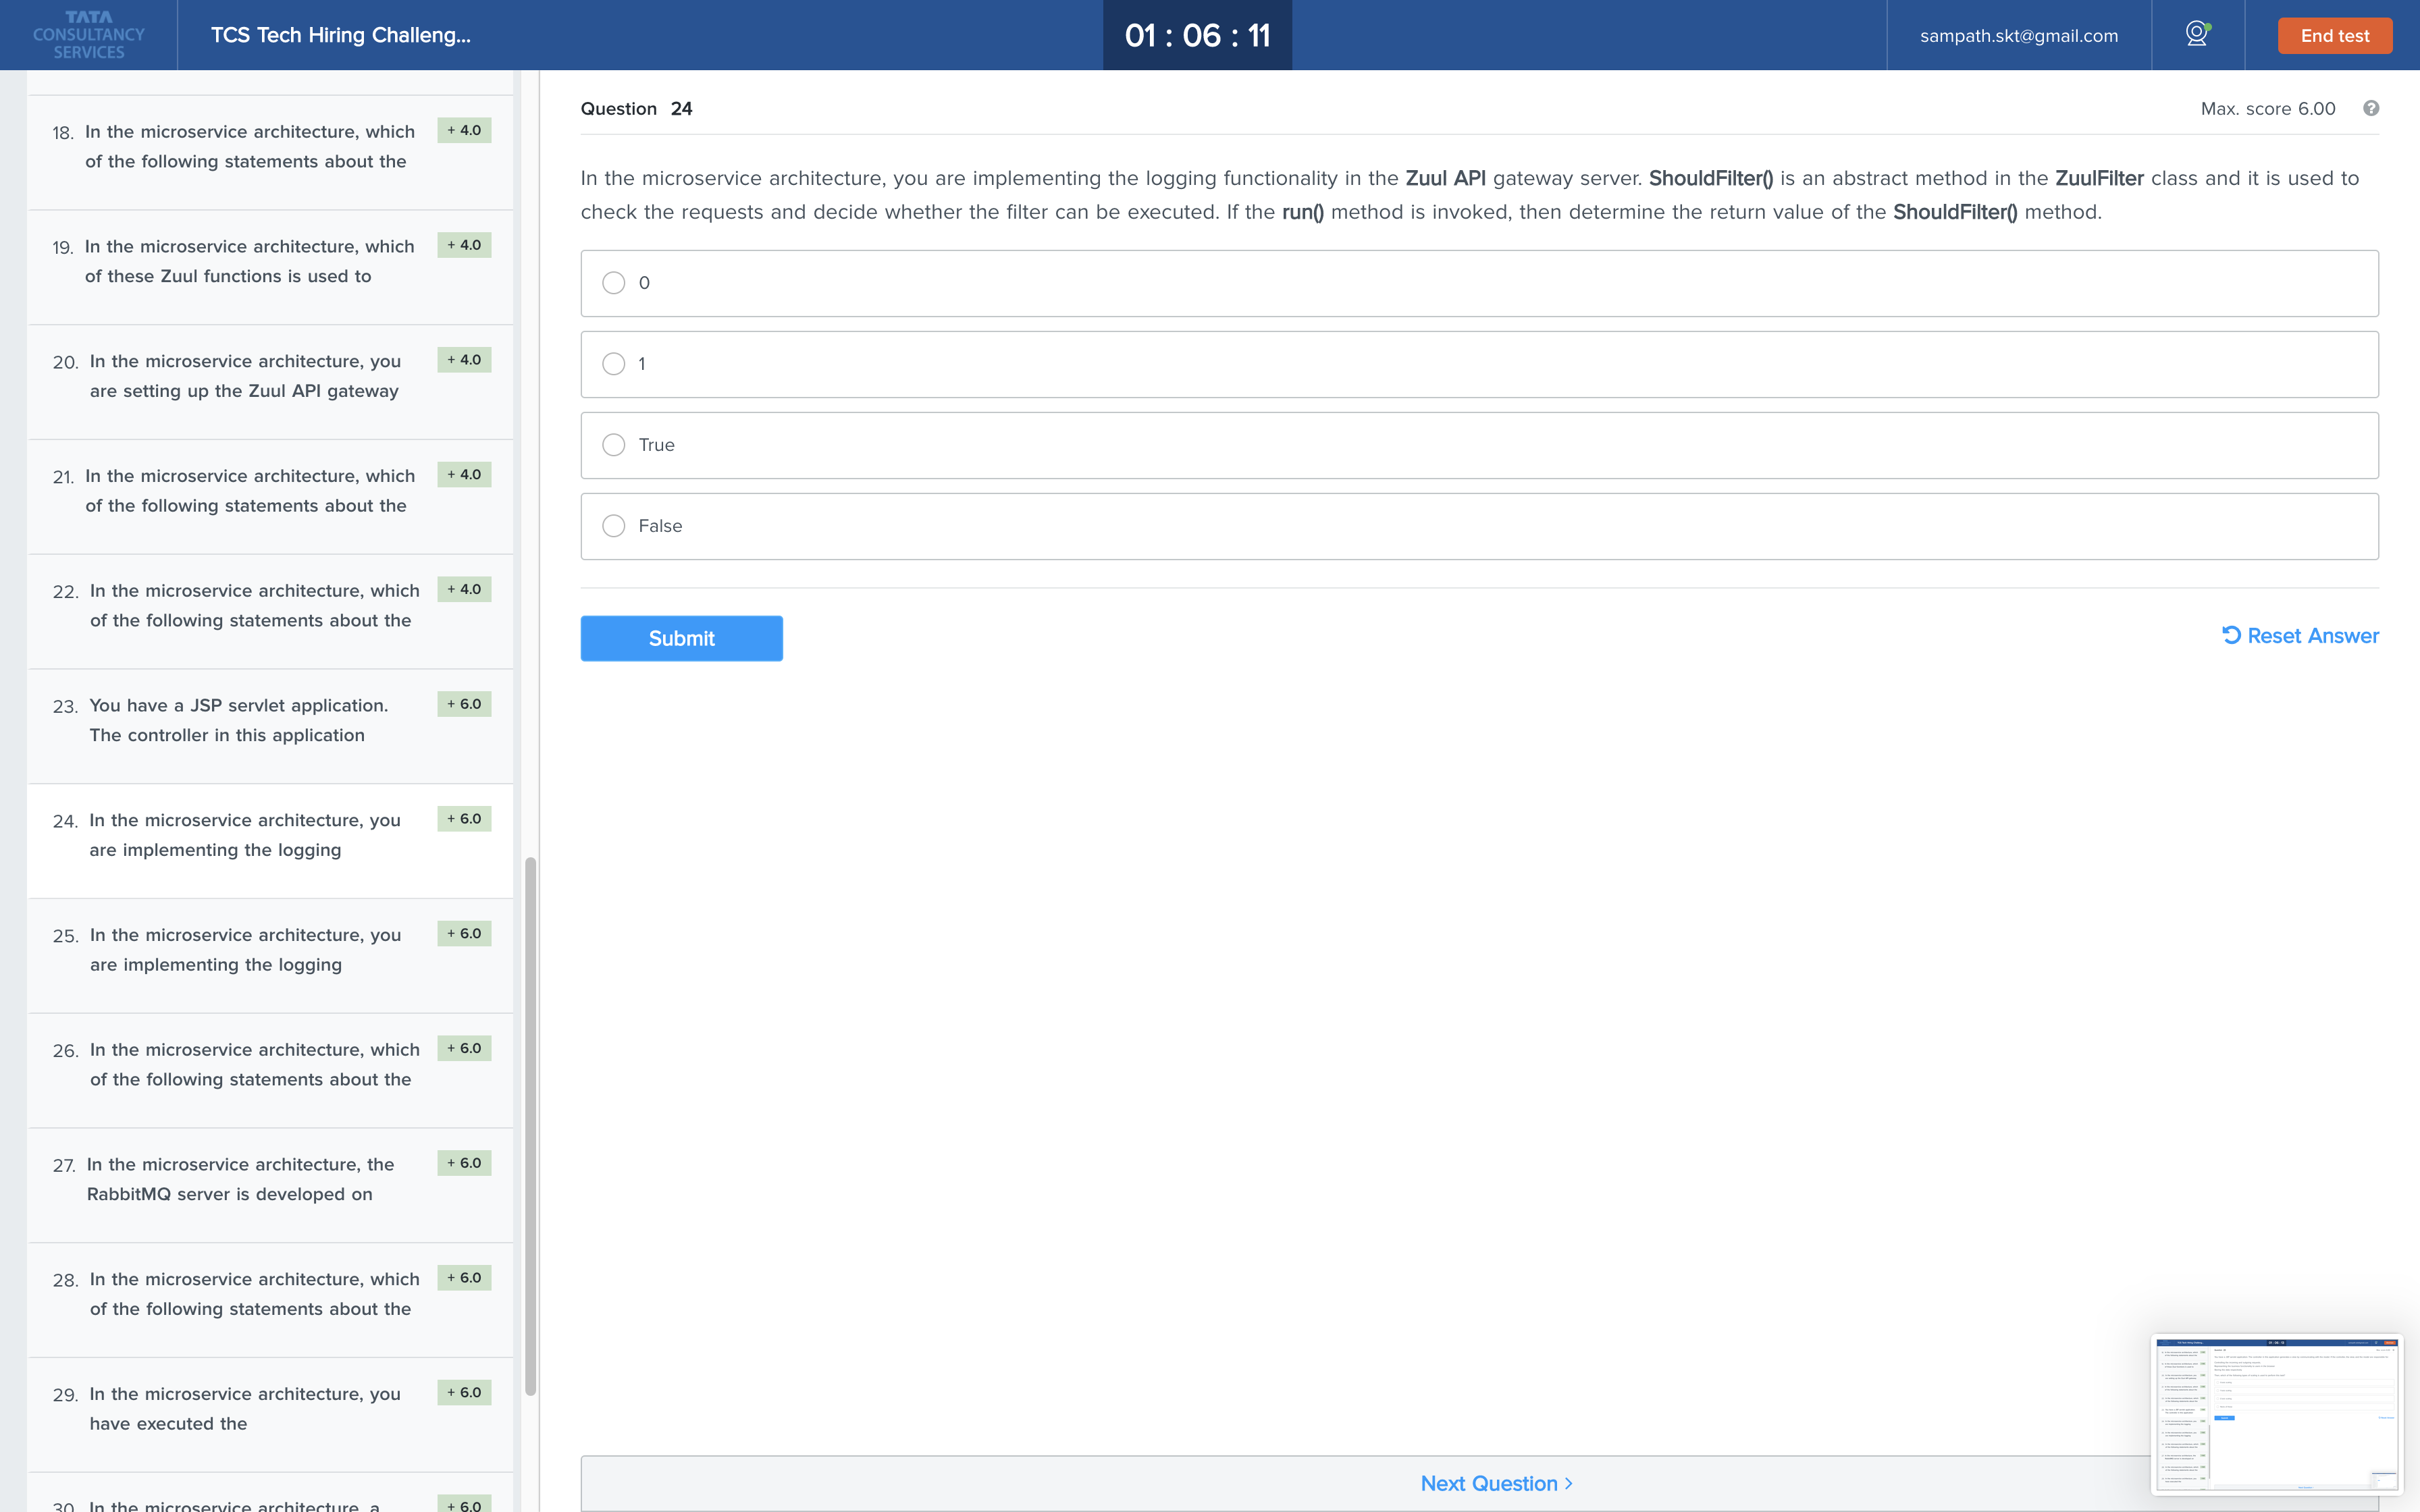 TATA
CONSULTANCY
SERVICES
TCS Tech Hiring Challeng...
01 : 06 : 11
sampath.skt@gmail.com
End test
18. In the microservice architecture, which + 4.0
of the following statements about the
19. In the microservice architecture, which + 4.0
of these Zuul functions is used to
20. In the microservice architecture, you + 4.0
are setting up the Zuul API gateway
21. In the microservice architecture, which + 4.0
of the following statements about the
22. In the microservice architecture, which + 4.0
of the following statements about the
23. You have a JSP servlet application. + 6.0
The controller in this application
24. In the microservice architecture, you + 6.0
are implementing the logging
25. In the microservice architecture, you + 6.0
are implementing the logging
26. In the microservice architecture, which + 6.0
of the following statements about the
27. In the microservice architecture, the + 6.0
RabbitMQ server is developed on
28. In the microservice architecture, which + 6.0
of the following statements about the
29. In the microservice architecture, you + 6.0
have executed the
30. In the microservice architecture, a + 6.0
Question 24
Max. score 6.00
In the microservice architecture, you are implementing the logging functionality in the Zuul API gateway server. ShouldFilter() is an abstract method in the ZuulFilter class and it is used to
check the requests and decide whether the filter can be executed. If the run() method is invoked, then determine the return value of the ShouldFilter() method.
0
1
True
False
Submit
Reset Answer
Next Question >